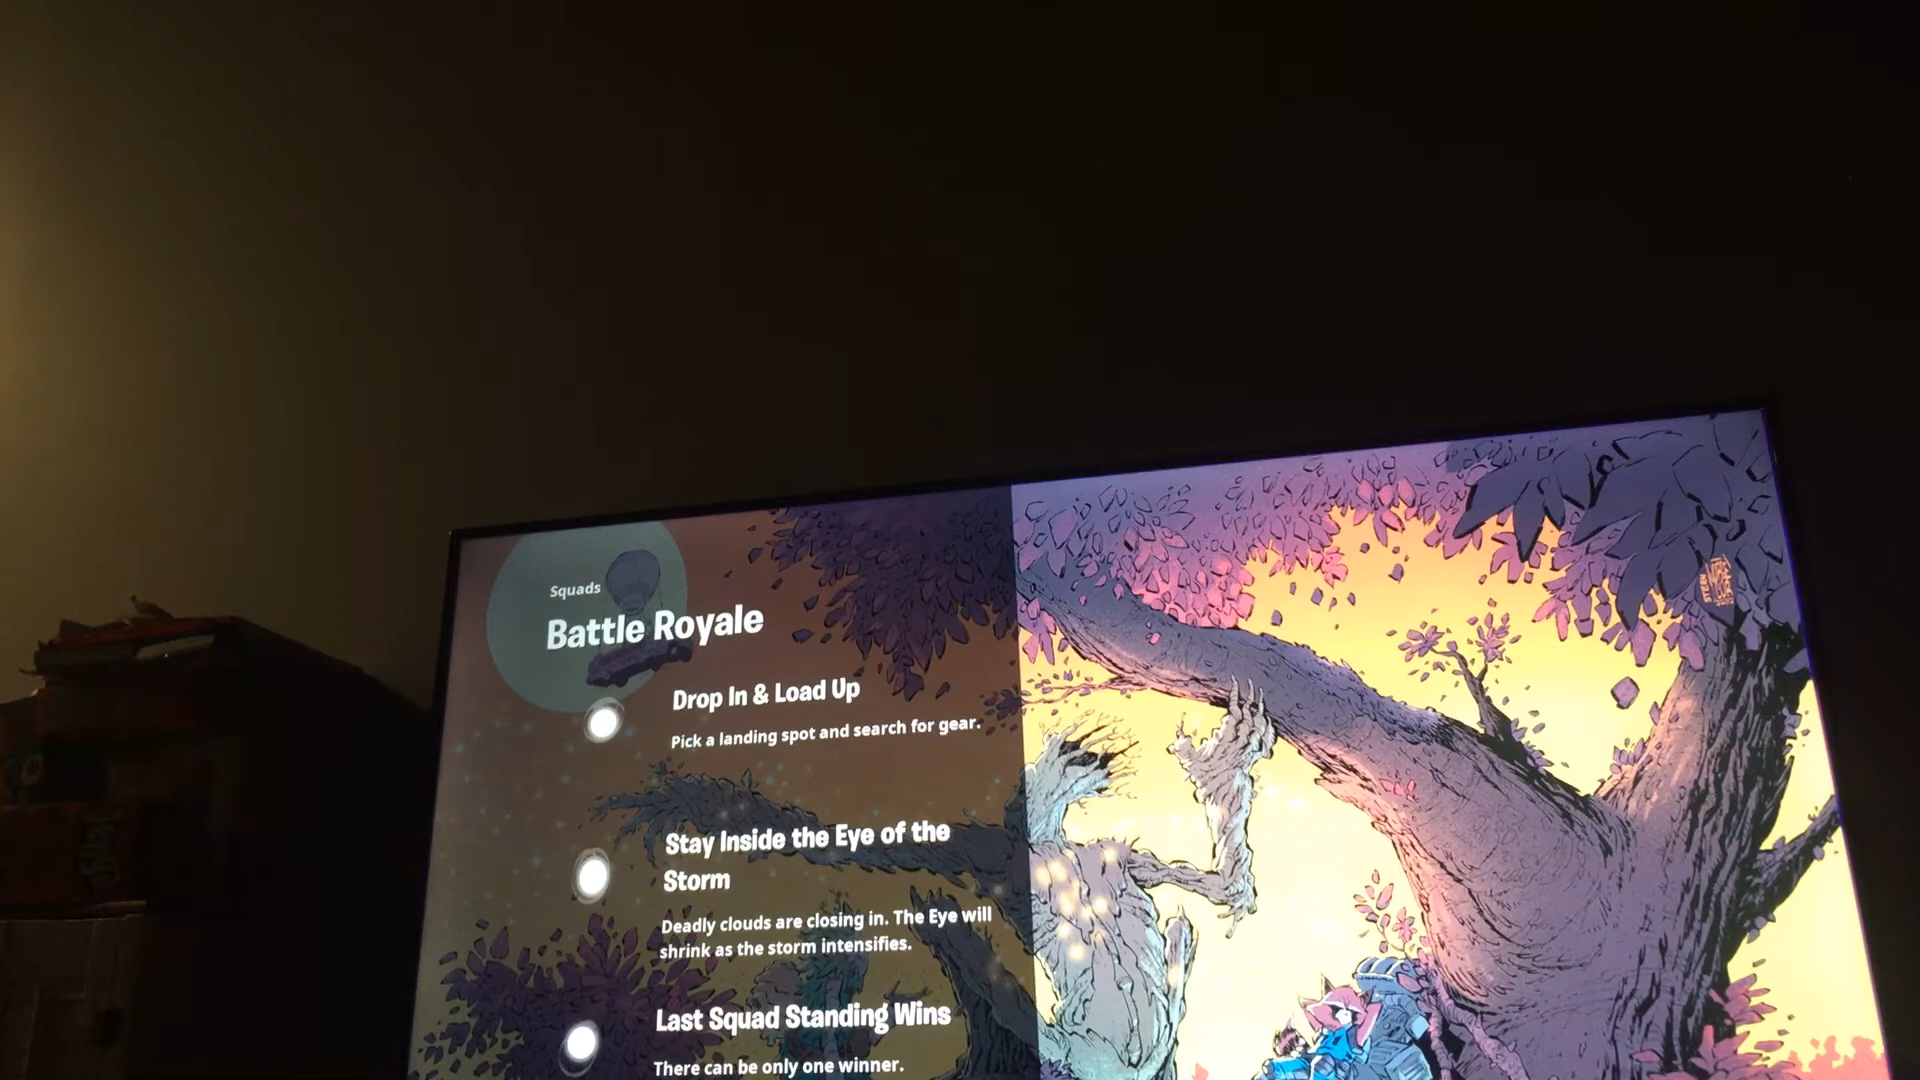 Squads
Battle Royale
Drop In & Load Up
Pick a landing spot and search for gear.
Stay Inside the Eye of the
Storm
Deadly clouds are closing in. The Eye will
shrink as the storm intensifies.
Last Squad Standing Wins
There can be only one winner.